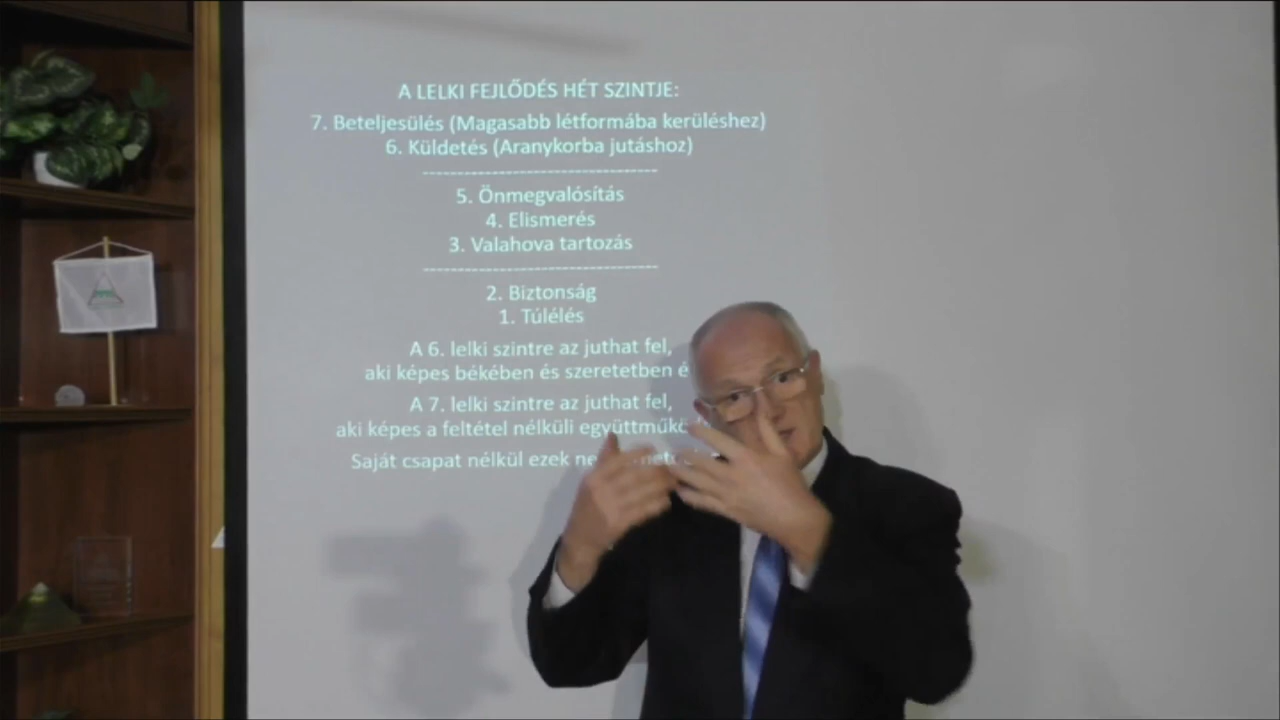 A LELKI FEJLŐDÉS HÉT SZINTJE:
7. Beteljesülés (Magasabb létformába kerüléshez)
6. Küldetés (Aranykorba jutáshoz)
------------------------------
5. Önmegvalósítás
4. Elismerés
3. Valahova tartozás
------------------------------
2. Biztonság
1. Túlélés
A 6. lelki szintre az juthat fel,
aki képes békében és szeretetben
A 7. lelki szintre az juthat fel,
aki képes a feltétel nélküli
Saját csapat nélkül ezek